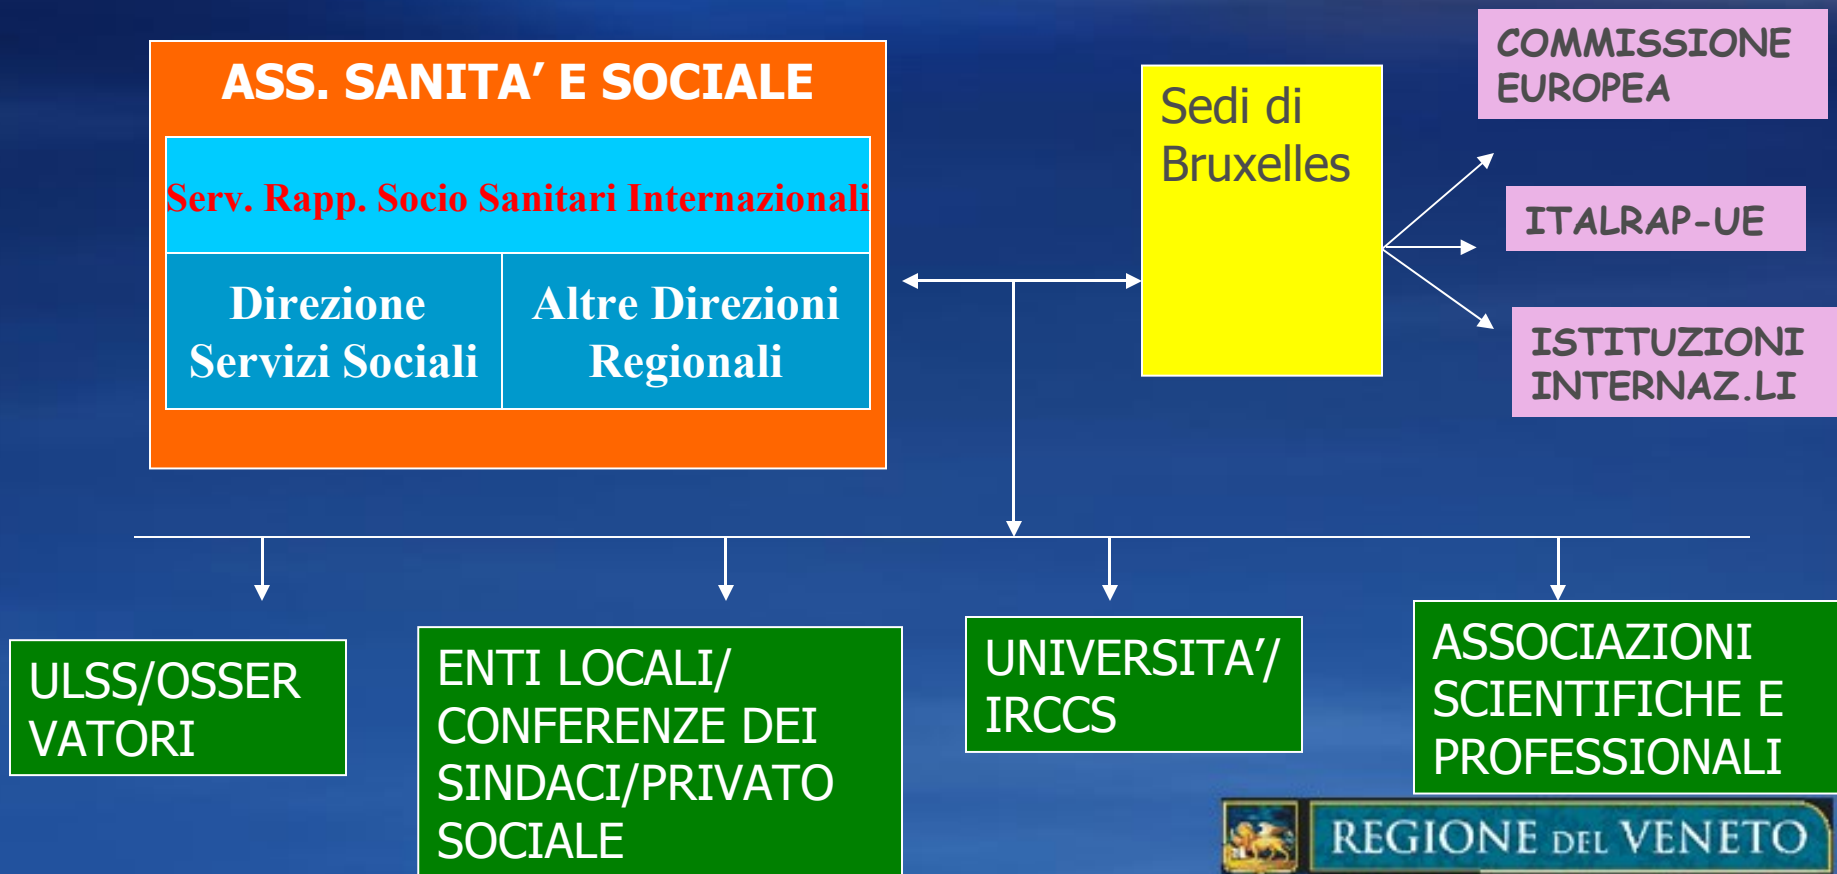 ASS. SANITA’ E SOCIALE
Serv. Rapp. Socio Sanitari Internazionali
Direzione
Servizi Sociali
Altre Direzioni
Regionali
Sedi di
Bruxelles
COMMISSIONE
EUROPEA
ITALRAP-UE
ISTITUZIONI
INTERNAZ.LI
ULSS/OSSER
VATORI
ENTI LOCALI/
CONFERENZE DEI
SINDACI/PRIVATO
SOCIALE
UNIVERSITA’/
IRCCS
ASSOCIAZIONI
SCIENTIFICHE E
PROFESSIONALI
REGIONE DEL VENETO